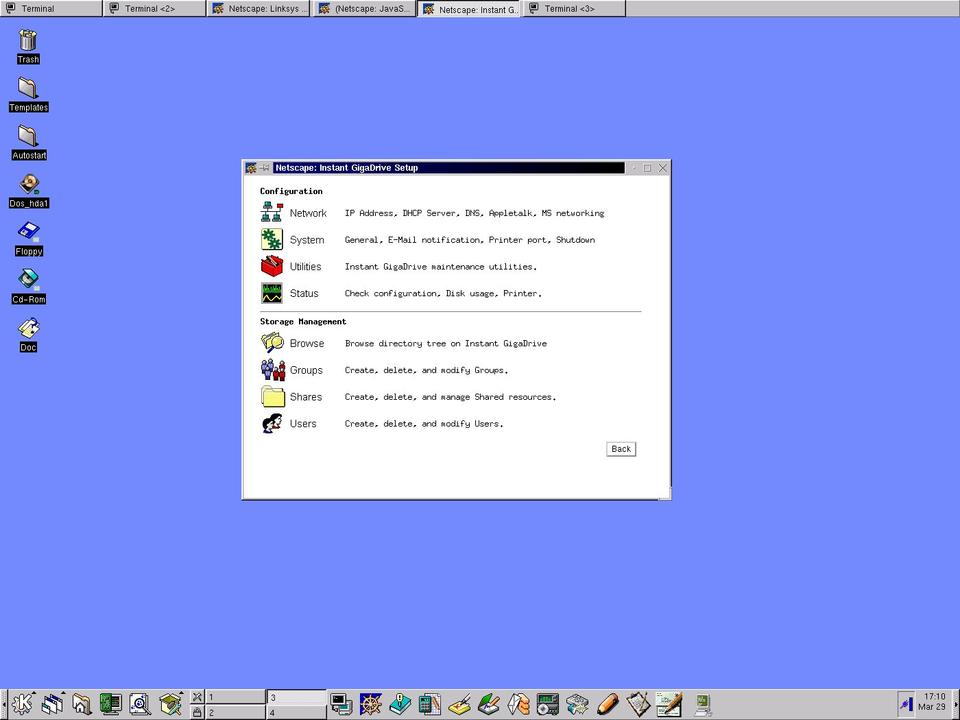 Terminal
Terminal <2>
Netscape: Linksys ...
(Netscape: JavaS...
Netscape: Instant G..
Terminal <3>
Trash
Templates
Autostart
Dos_hda1
Floppy
Cd-Rom
Doc
Netscape: Instant GigaDrive Setup
Configuration
Network IP Address, DHCP Server, DNS, Appletalk, MS networking
System General, E-Mail notification, Printer port, Shutdown
Utilities Instant GigaDrive maintenance utilities.
Status Check configuration, Disk usage, Printer.
Storage Management
Browse Browse directory tree on Instant GigaDrive
Groups Create, delete, and modify Groups.
Shares Create, delete, and manage Shared resources.
Users Create, delete, and modify Users.
Back
1 3
2 4
17:10
Mar 29